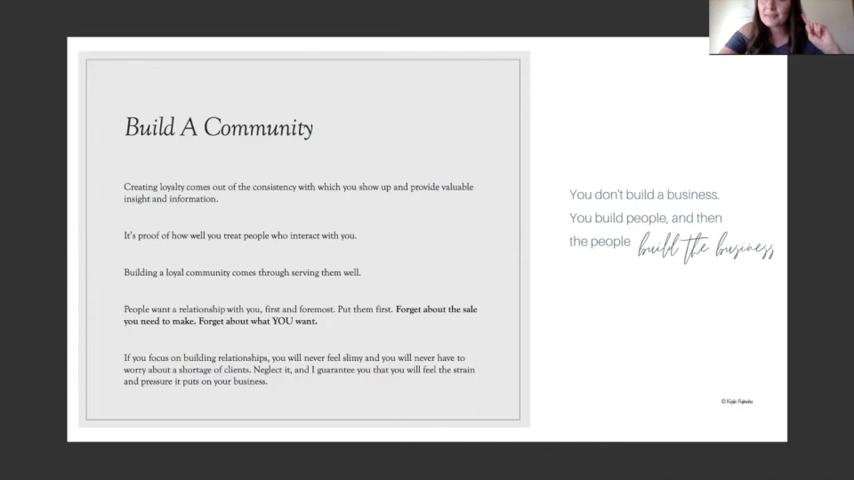 Build A Community
Creating loyalty comes out of the consistency with which you show up and provide valuable
insight and information.
It's proof of how well you treat people who interact with you.
Building a loyal community comes through serving them well.
People want a relationship with you, first and foremost. Put them first. Forget about the sale
you need to make. Forget about what YOU want.
If you focus on building relationships, you will never feel slimy and you will never have to
worry about a shortage of clients. Neglect it, and I guarantee you that you will feel the strain
and pressure it puts on your business.
You don't build a business.
You build people, and then
the people build the business
©